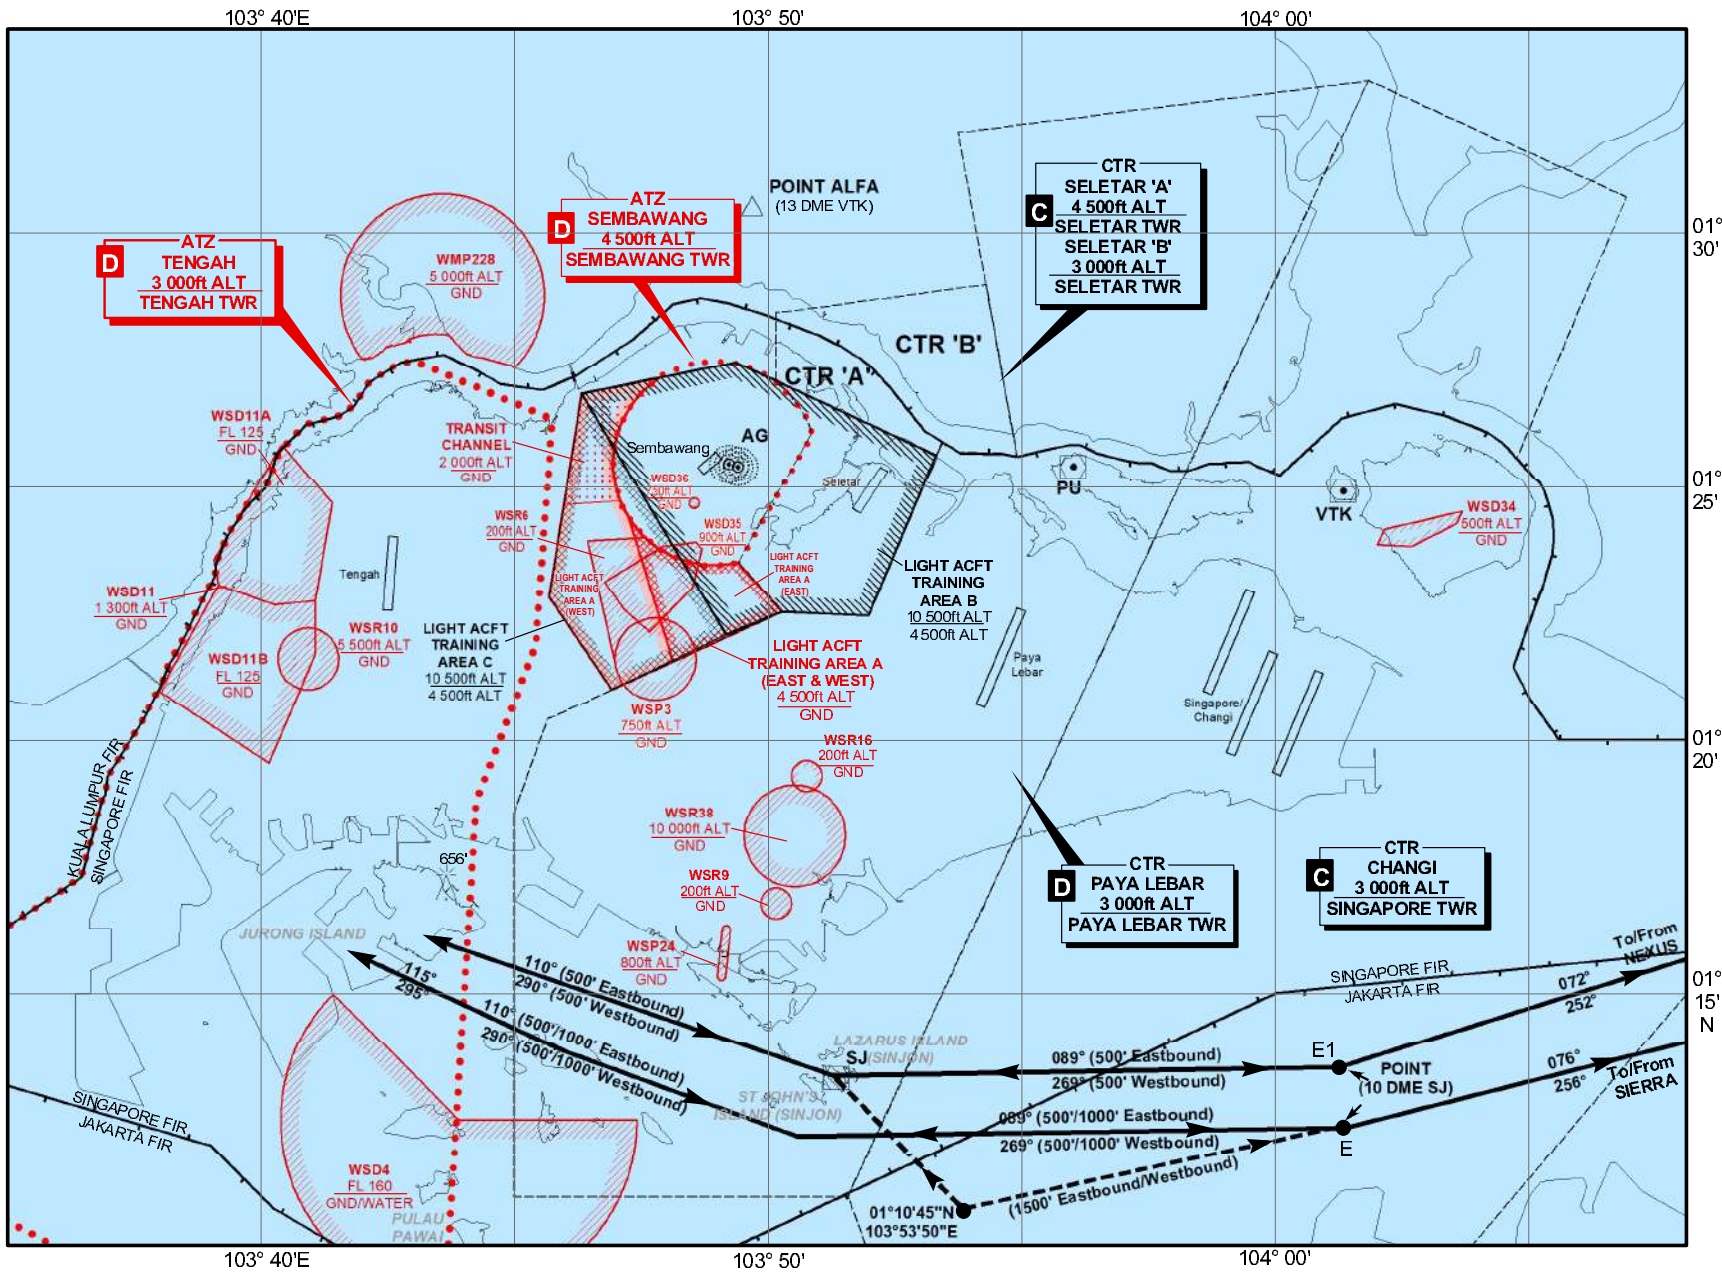 103° 40'E
103° 50'
104° 00'
POINT ALFA
(13 DME VTK)
CTR
SELETAR 'A'
4 500ft ALT
SELETAR TWR
SELETAR 'B'
3 000ft ALT
SELETAR TWR
C
ATZ
SEMBAWANG
4 500ft ALT
SEMBAWANG TWR
D
ATZ
TENGAH
3 000ft ALT
TENGAH TWR
D
WMP228
5 000ft ALT
GND
01°
30'
CTR 'B'
CTR 'A'
WSD11A
FL 125
GND
TRANSIT
CHANNEL
2 000ft ALT
GND
Sembawang
AG
WSD36
750ft ALT
GND
Seletar
PU
VTK
WSD34
500ft ALT
GND
01°
25'
WSR6
200ft ALT
GND
WSD35
900ft ALT
GND
LIGHT ACFT
TRAINING
AREA A
(EAST)
LIGHT ACFT
TRAINING
AREA A
(WEST)
LIGHT ACFT
TRAINING
AREA B
10 500ft ALT
4 500ft ALT
Tengah
WSD11
1 300ft ALT
GND
WSR10
5 500ft ALT
GND
WSD11B
FL 125
GND
LIGHT ACFT
TRAINING
AREA C
10 500ft ALT
4 500ft ALT
LIGHT ACFT
TRAINING AREA A
(EAST & WEST)
4 500ft ALT
GND
WSP3
750ft ALT
GND
Paya
Lebar
Singapore/
Changi
01°
20'
WSR16
200ft ALT
GND
WSR38
10 000ft ALT
GND
WSR9
200ft ALT
GND
WSP24
800ft ALT
GND
KUALA LUMPUR FIR
SINGAPORE FIR
656'
CTR
PAYA LEBAR
3 000ft ALT
PAYA LEBAR TWR
D
CTR
CHANGI
3 000ft ALT
SINGAPORE TWR
C
JURONG ISLAND
115°
295°
110° (500' Eastbound)
290° (500' Westbound)
110° (500'/1000' Eastbound)
290° (500'/1000' Westbound)
To/From
NEXUS
SINGAPORE FIR
JAKARTA FIR
072°
252°
01°
15'
N
LAZARUS ISLAND
(SINJON)
SJ
ST JOHN'S
ISLAND (SINJON)
089° (500' Eastbound)
269° (500' Westbound)
E1
POINT
(10 DME SJ)
076°
256°
To/From
SIERRA
089° (500'/1000' Eastbound)
269° (500'/1000' Westbound)
E
(1500' Eastbound/Westbound)
SINGAPORE FIR
JAKARTA FIR
WSD4
FL 160
GND/WATER
PULAU
PAWAI
01°10'45"N
103°53'50"E
103° 40'E
103° 50'
104° 00'